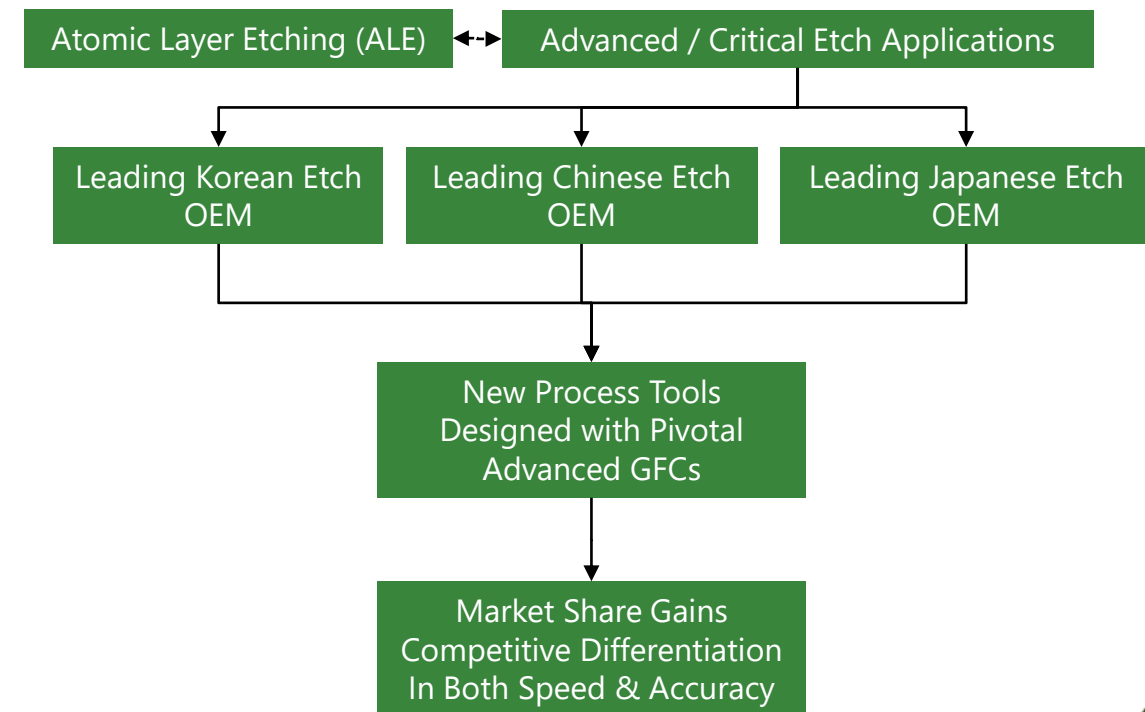 Atomic Layer Etching (ALE)
Advanced / Critical Etch Applications
Leading Korean Etch
OEM
Leading Chinese Etch
OEM
Leading Japanese Etch
OEM
New Process Tools
Designed with Pivotal
Advanced GFCs
Market Share Gains
Competitive Differentiation
In Both Speed & Accuracy